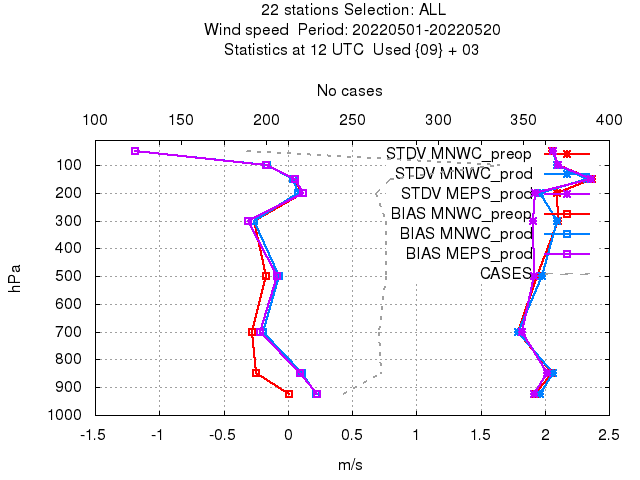 22 stations Selection: ALL
Wind speed  Period: 20220501-20220520
Statistics at 12 UTC  Used {09} + 03
No cases
100 150 200 250 300 350 400
STDV MNWC_preop
100
STDV MNWC_prod
200
STDV MEPS_prod
BIAS MNWC_preop
300
BIAS MNWC_prod
400
BIAS MEPS_prod
500
CASES
600
700
800
900
1000
hPa
-1.5 -1 -0.5 0 0.5 1 1.5 2 2.5
m/s